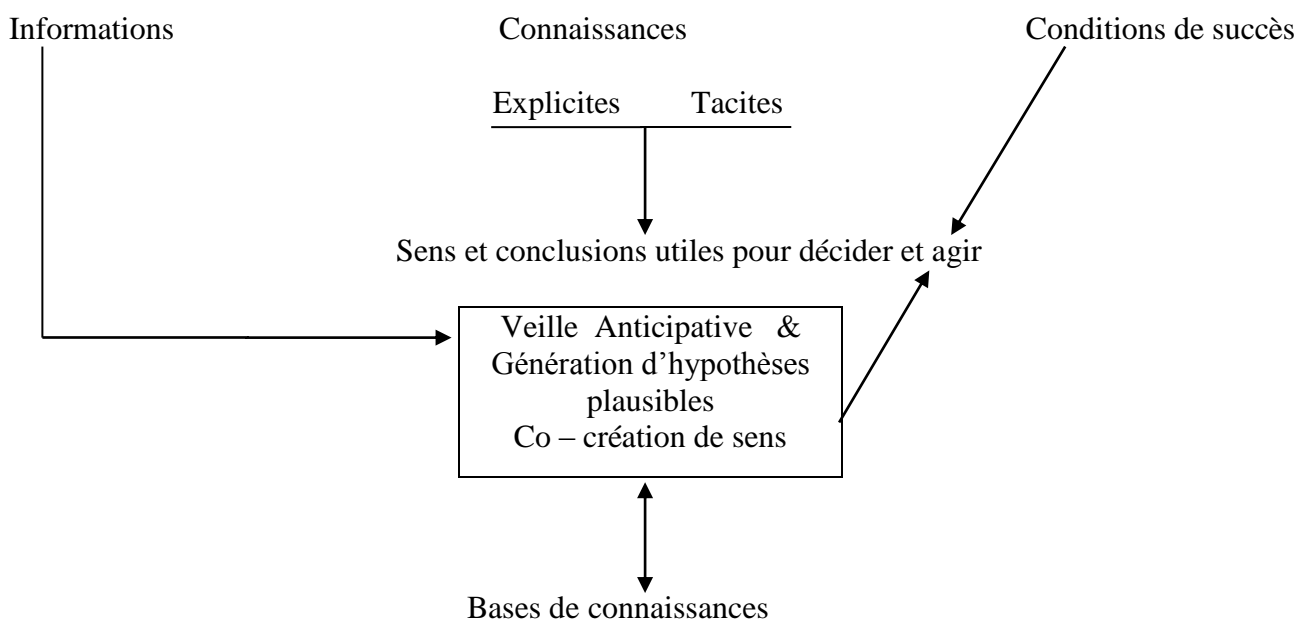 Informations Connaissances Conditions de succès
Explicites Tacites
Sens et conclusions utiles pour décider et agir
Veille Anticipative &
Génération d'hypothèses
plausibles
Co – création de sens
Bases de connaissances